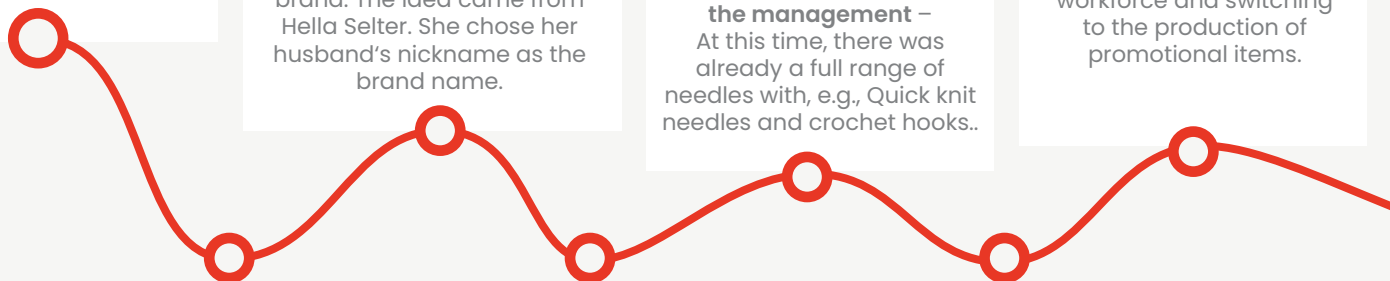 brand. The idea came from
Hella Selter. She chose her
husband‘s nickname as the
brand name.
the management –
At this time, there was
already a full range of
needles with, e.g., Quick knit
needles and crochet hooks..
workforce and switching
to the production of
promotional items.